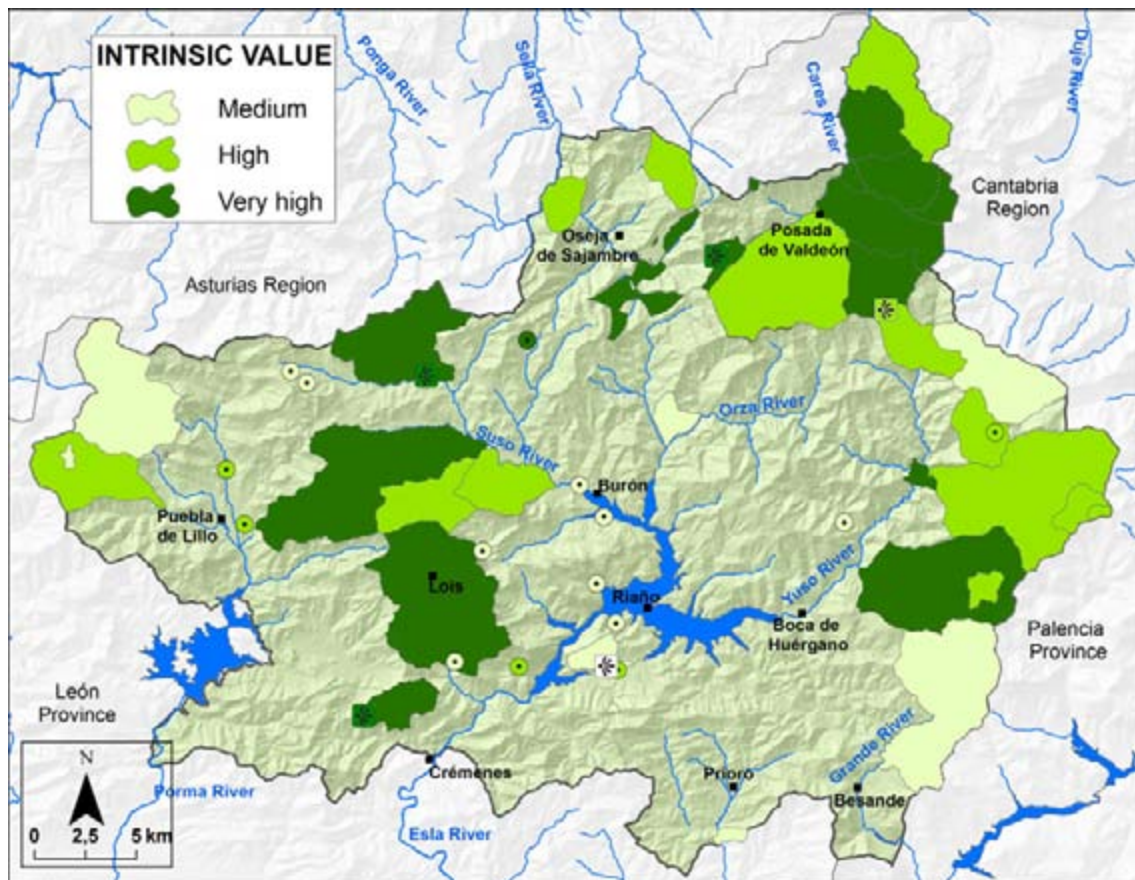 INTRINSIC VALUE
Medium
High
Very high
Ponga River
Sella River
Cares River
Duje River
Cantabria
Region
Asturias Region
Oseja
de Sajambre
Posada
de Valdeón
Orza River
Suso River
Burón
Puebla
de Lillo
Lois
Riaño
Yuso River
Boca de
Huérgano
Palencia
Province
León
Province
Crémenes
Prioro
Grande River
Besande
Porma River
Esla River
N
0 2,5 5 km